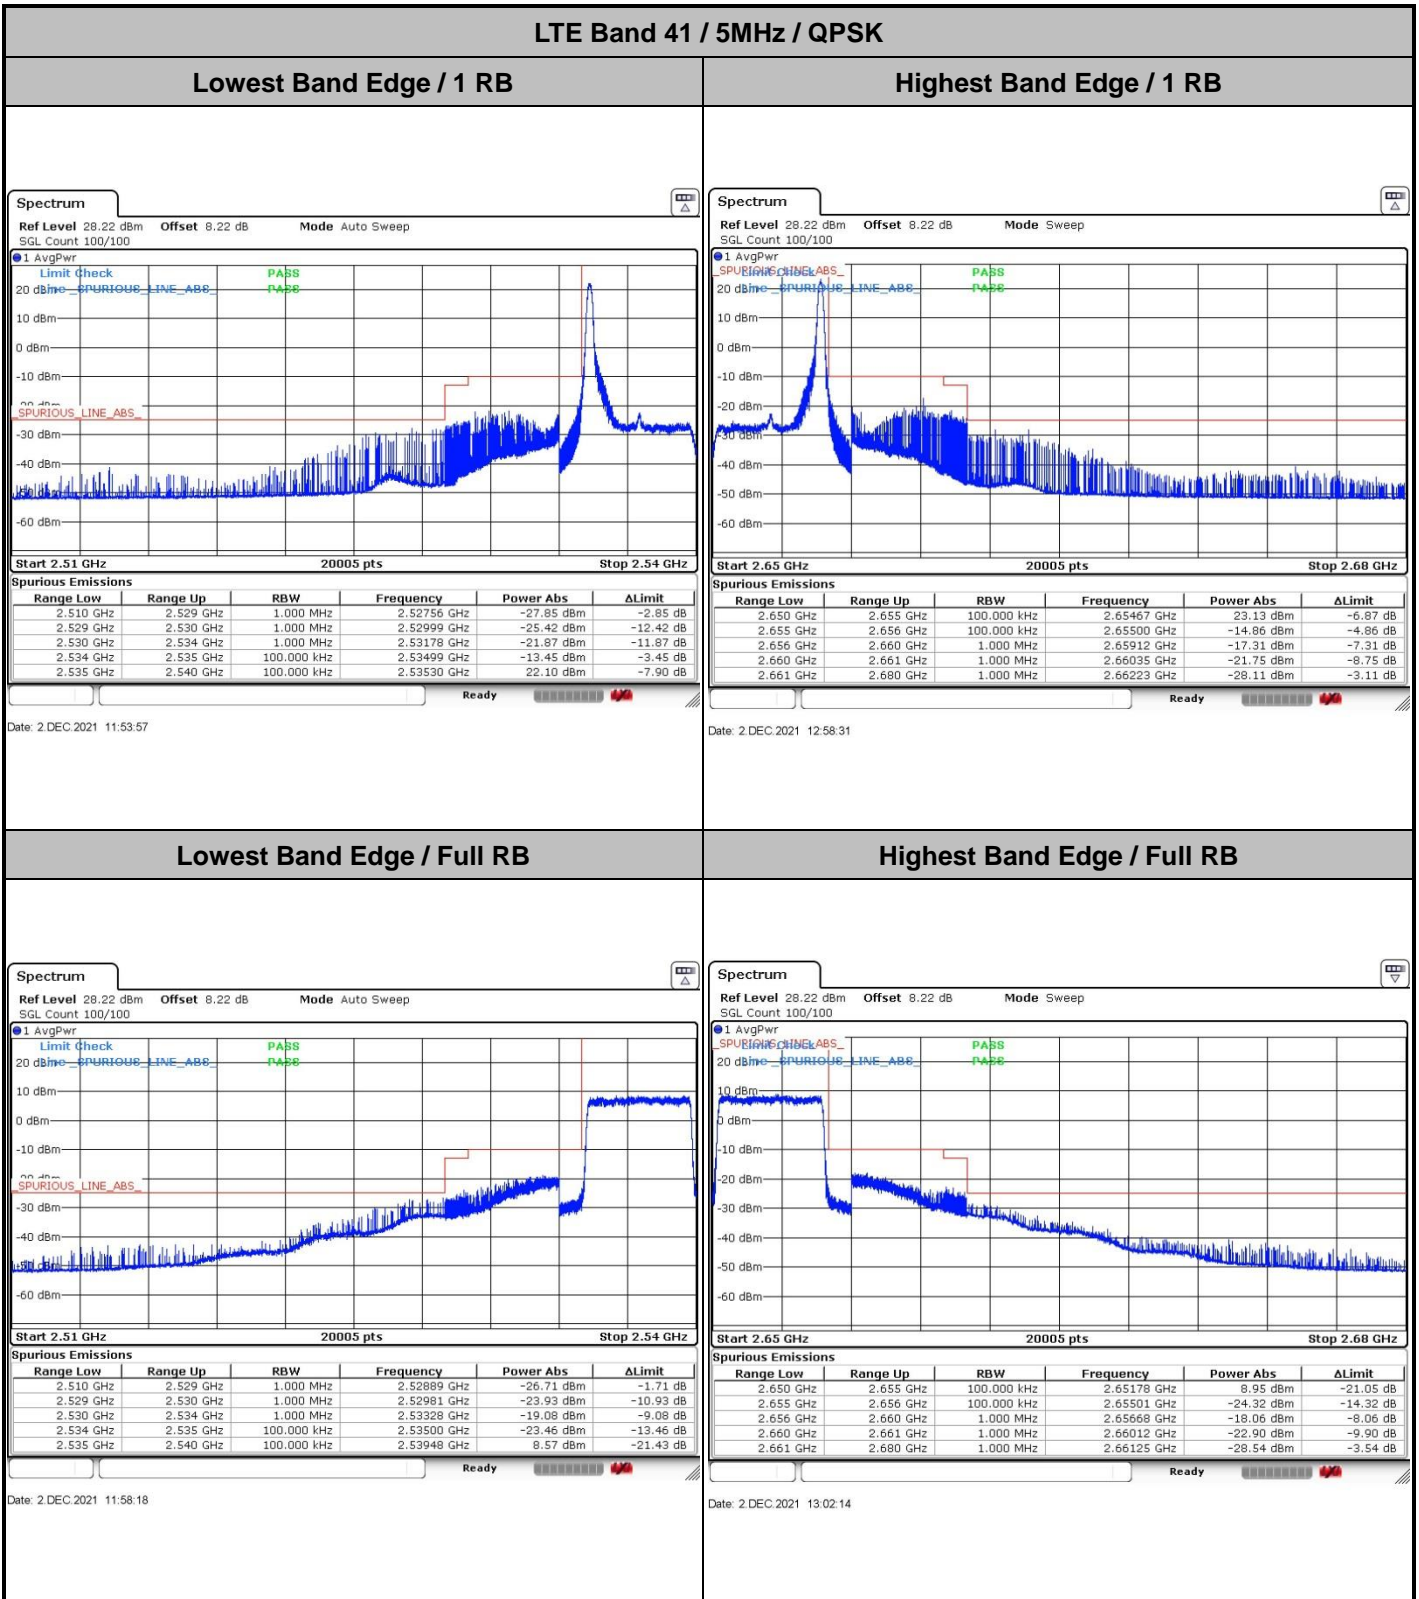 LTE Band 41 / 5MHz / QPSK
Lowest Band Edge / 1 RB
Highest Band Edge / 1 RB
Spectrum
Ref Level 28.22 dBm Offset 8.22 dB Mode Auto Sweep
SGL Count 100/100
1 AvgPwr
Limit Check PASS
20 dBm Line _SPURIOUS_LINE_ABS_ PASS
10 dBm
0 dBm
-10 dBm
-20 dBm
_SPURIOUS_LINE_ABS_
-30 dBm
-40 dBm
-50 dBm
-60 dBm
Start 2.51 GHz 20005 pts Stop 2.54 GHz
Spurious Emissions
Range Low Range Up RBW Frequency Power Abs ΔLimit
2.510 GHz 2.529 GHz 1.000 MHz 2.52756 GHz -27.85 dBm -2.85 dB
2.529 GHz 2.530 GHz 1.000 MHz 2.52999 GHz -25.42 dBm -12.42 dB
2.530 GHz 2.534 GHz 1.000 MHz 2.53178 GHz -21.87 dBm -11.87 dB
2.534 GHz 2.535 GHz 100.000 kHz 2.53499 GHz -13.45 dBm -3.45 dB
2.535 GHz 2.540 GHz 100.000 kHz 2.53530 GHz 22.10 dBm -7.90 dB
Ready
Date: 2.DEC.2021 11:53:57
Spectrum
Ref Level 28.22 dBm Offset 8.22 dB Mode Sweep
SGL Count 100/100
1 AvgPwr
_SPURIOUS_LINE_ABS_
Limit Check PASS
20 dBm Line _SPURIOUS_LINE_ABS_ PASS
10 dBm
0 dBm
-10 dBm
-20 dBm
-30 dBm
-40 dBm
-50 dBm
-60 dBm
Start 2.65 GHz 20005 pts Stop 2.68 GHz
Spurious Emissions
Range Low Range Up RBW Frequency Power Abs ΔLimit
2.650 GHz 2.655 GHz 100.000 kHz 2.65467 GHz 23.13 dBm -6.87 dB
2.655 GHz 2.656 GHz 100.000 kHz 2.65500 GHz -14.86 dBm -4.86 dB
2.656 GHz 2.660 GHz 1.000 MHz 2.65912 GHz -17.31 dBm -7.31 dB
2.660 GHz 2.661 GHz 1.000 MHz 2.66035 GHz -21.75 dBm -8.75 dB
2.661 GHz 2.680 GHz 1.000 MHz 2.66223 GHz -28.11 dBm -3.11 dB
Ready
Date: 2.DEC.2021 12:58:31
Lowest Band Edge / Full RB
Highest Band Edge / Full RB
Spectrum
Ref Level 28.22 dBm Offset 8.22 dB Mode Auto Sweep
SGL Count 100/100
1 AvgPwr
Limit Check PASS
20 dBm Line _SPURIOUS_LINE_ABS_ PASS
10 dBm
0 dBm
-10 dBm
-20 dBm
_SPURIOUS_LINE_ABS_
-30 dBm
-40 dBm
-50 dBm
-60 dBm
Start 2.51 GHz 20005 pts Stop 2.54 GHz
Spurious Emissions
Range Low Range Up RBW Frequency Power Abs ΔLimit
2.510 GHz 2.529 GHz 1.000 MHz 2.52889 GHz -26.71 dBm -1.71 dB
2.529 GHz 2.530 GHz 1.000 MHz 2.52981 GHz -23.93 dBm -10.93 dB
2.530 GHz 2.534 GHz 1.000 MHz 2.53328 GHz -19.08 dBm -9.08 dB
2.534 GHz 2.535 GHz 100.000 kHz 2.53500 GHz -23.46 dBm -13.46 dB
2.535 GHz 2.540 GHz 100.000 kHz 2.53948 GHz 8.57 dBm -21.43 dB
Ready
Date: 2.DEC.2021 11:58:18
Spectrum
Ref Level 28.22 dBm Offset 8.22 dB Mode Sweep
SGL Count 100/100
1 AvgPwr
_SPURIOUS_LINE_ABS_
Limit Check PASS
20 dBm Line _SPURIOUS_LINE_ABS_ PASS
10 dBm
0 dBm
-10 dBm
-20 dBm
-30 dBm
-40 dBm
-50 dBm
-60 dBm
Start 2.65 GHz 20005 pts Stop 2.68 GHz
Spurious Emissions
Range Low Range Up RBW Frequency Power Abs ΔLimit
2.650 GHz 2.655 GHz 100.000 kHz 2.65178 GHz 8.95 dBm -21.05 dB
2.655 GHz 2.656 GHz 100.000 kHz 2.65501 GHz -24.32 dBm -14.32 dB
2.656 GHz 2.660 GHz 1.000 MHz 2.65668 GHz -18.06 dBm -8.06 dB
2.660 GHz 2.661 GHz 1.000 MHz 2.66012 GHz -22.90 dBm -9.90 dB
2.661 GHz 2.680 GHz 1.000 MHz 2.66125 GHz -28.54 dBm -3.54 dB
Ready
Date: 2.DEC.2021 13:02:14